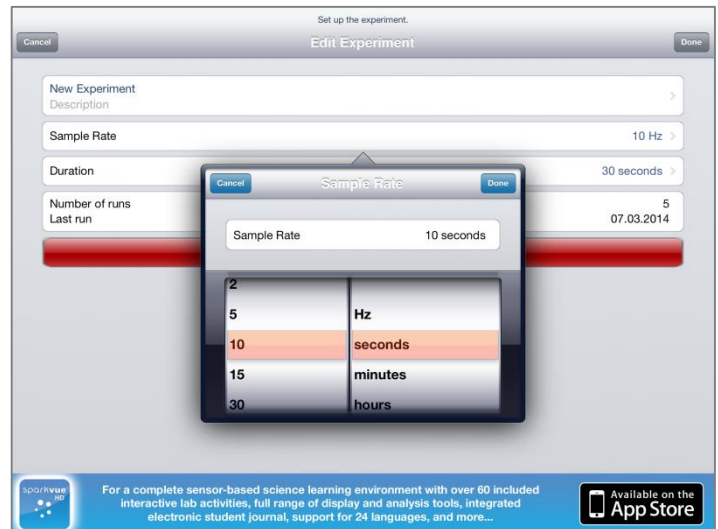 Set up the experiment.
Cancel
Edit Experiment
Done
New Experiment
Description
Sample Rate
10 Hz
Duration
30 seconds
Number of runs
5
Last run
07.03.2014
Cancel
Sample Rate
Done
Sample Rate
10 seconds
2
5
Hz
10
seconds
15
minutes
30
hours
sparkvue
HD
For a complete sensor-based science learning environment with over 60 included
interactive lab activities, full range of display and analysis tools, integrated
electronic student journal, support for 24 languages, and more...
Available on the
App Store